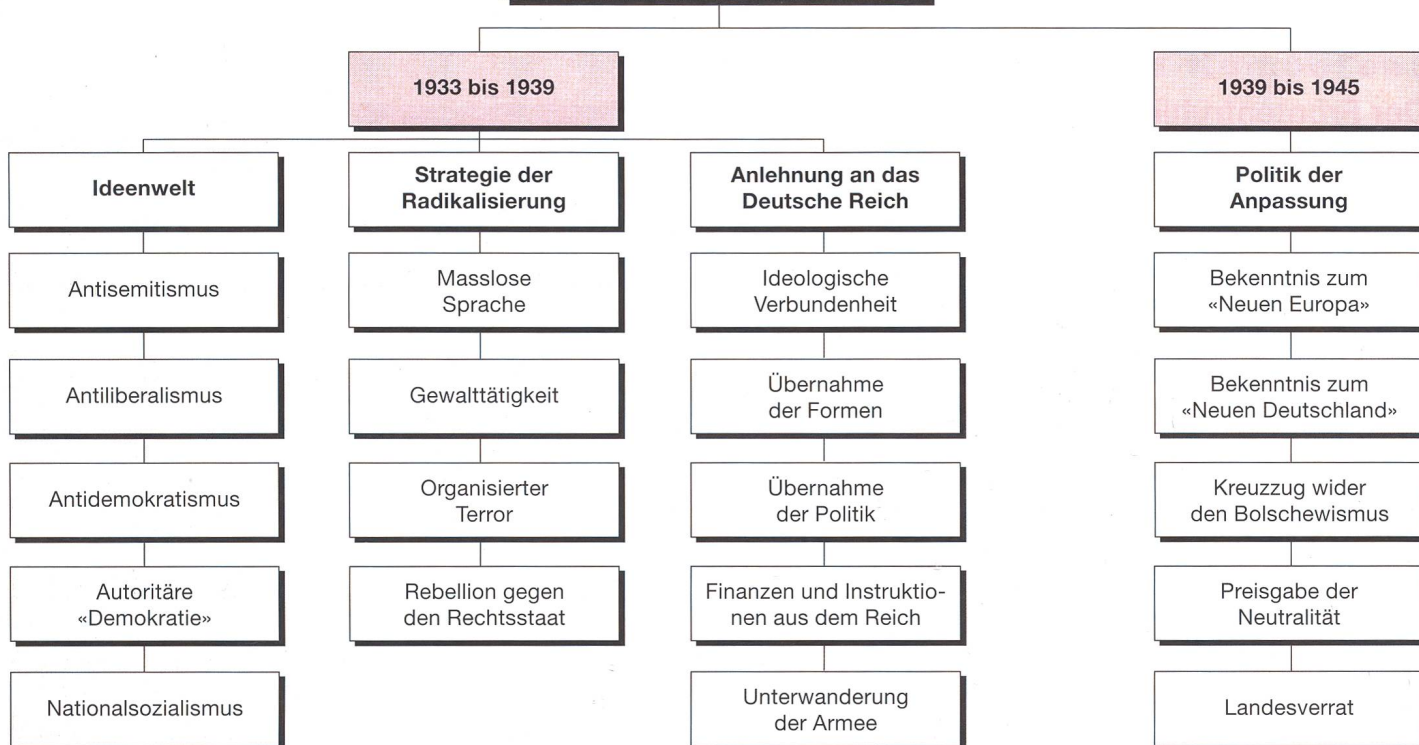 1933 bis 1939
1939 bis 1945
Ideenwelt
Strategie der
Radikalisierung
Anlehnung an das
Deutsche Reich
Politik der
Anpassung
Antisemitismus
Masslose
Sprache
Ideologische
Verbundenheit
Bekenntnis zum
«Neuen Europa»
Antiliberalismus
Gewalttätigkeit
Übernahme
der Formen
Bekenntnis zum
«Neuen Deutschland»
Antidemokratismus
Organisierter
Terror
Übernahme
der Politik
Kreuzzug wider
den Bolschewismus
Autoritäre
«Demokratie»
Rebellion gegen
den Rechtsstaat
Finanzen und Instruktio-
nen aus dem Reich
Preisgabe der
Neutralität
Nationalsozialismus
Unterwanderung
der Armee
Landesverrat